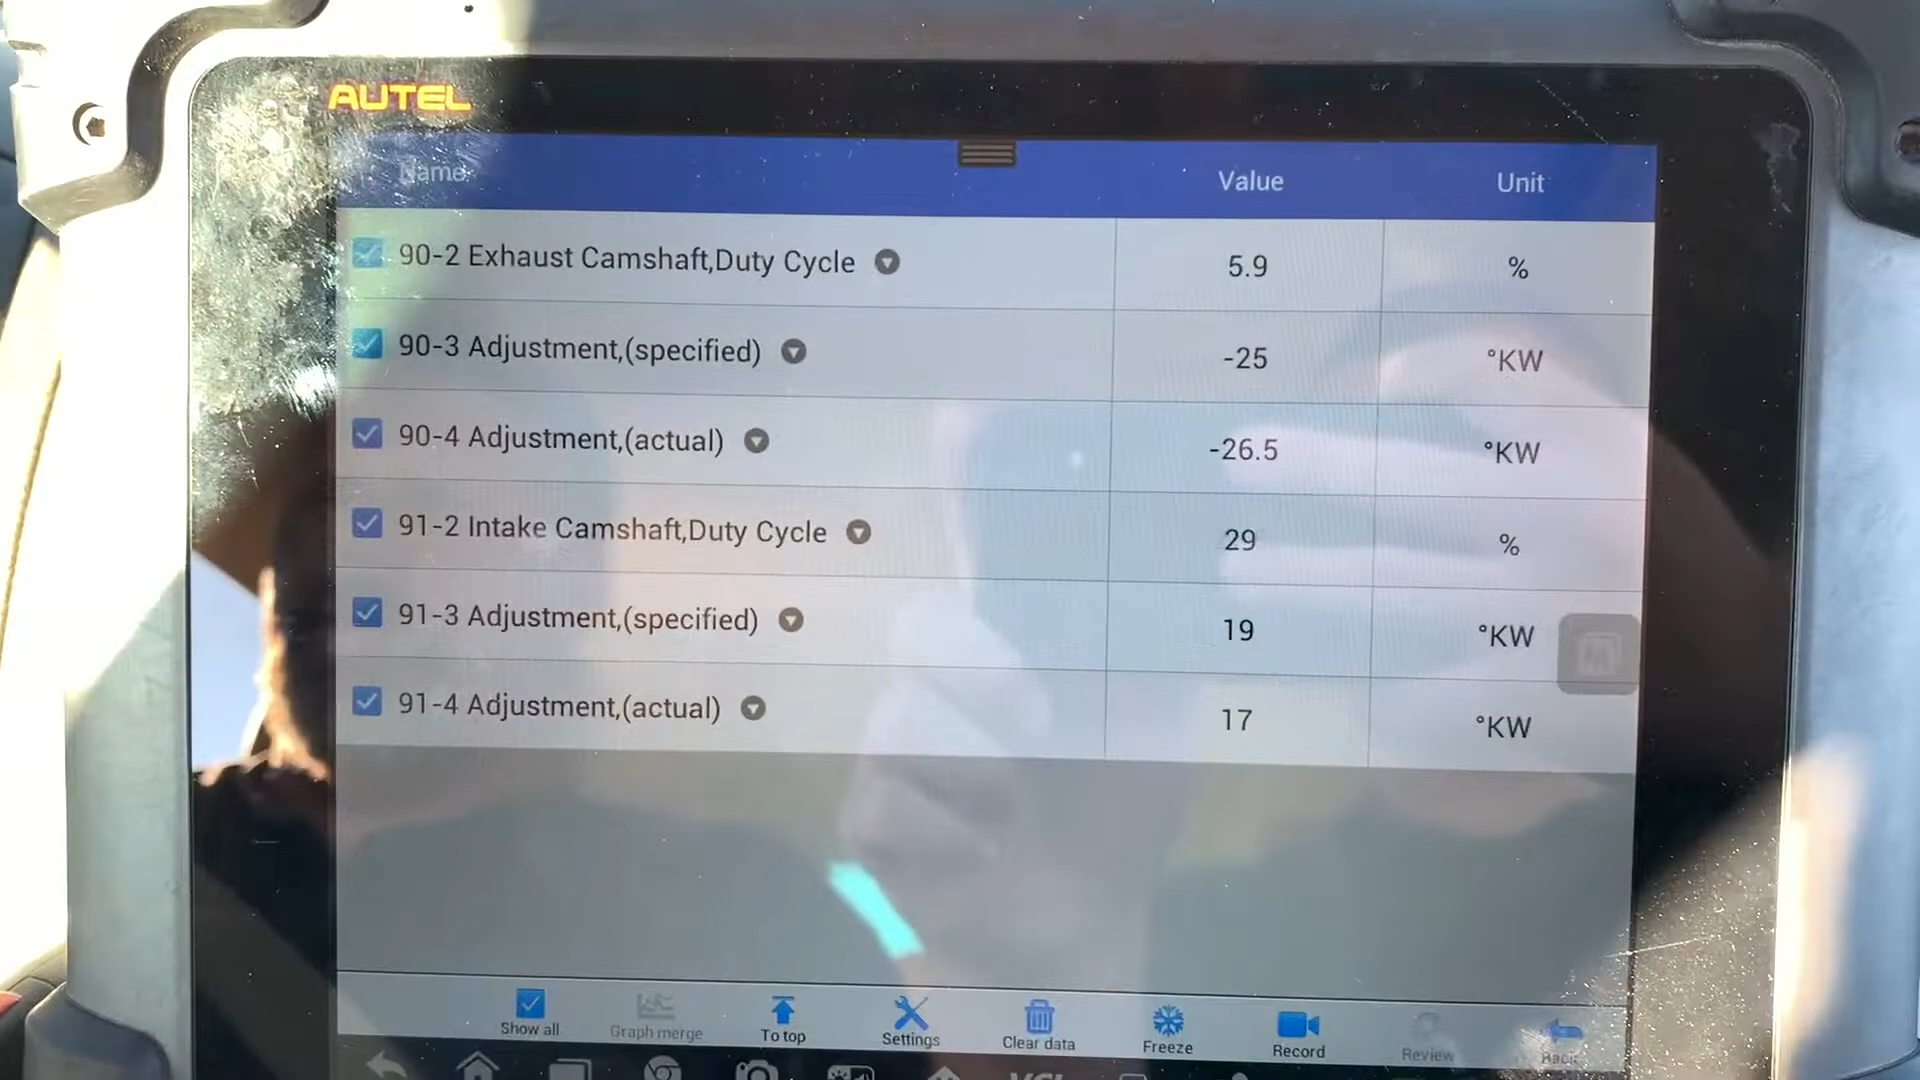 AUTEL
Name Value Unit
90-2 Exhaust Camshaft,Duty Cycle 5.9 %
90-3 Adjustment,(specified) -25 °KW
90-4 Adjustment,(actual) -26.5 °KW
91-2 Intake Camshaft,Duty Cycle 29 %
91-3 Adjustment,(specified) 19 °KW
91-4 Adjustment,(actual) 17 °KW
M
Show all Graph merge To top Settings Clear data Freeze Record Review Back
VCI